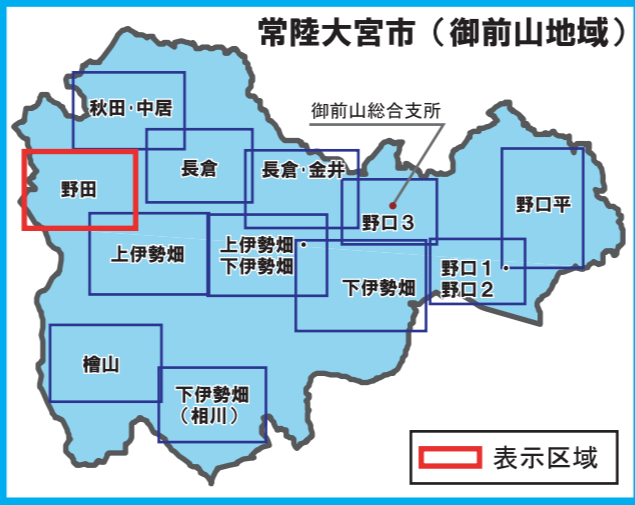 常陸大宮市（御前山地域）
秋田·中居
御前山総合支所
長倉
長倉·金井
野田
野口３
野口平
上伊勢畑
上伊勢畑
下伊勢畑
野口１
野口２
下伊勢畑
檜山
下伊勢畑
（相川）
表示区域